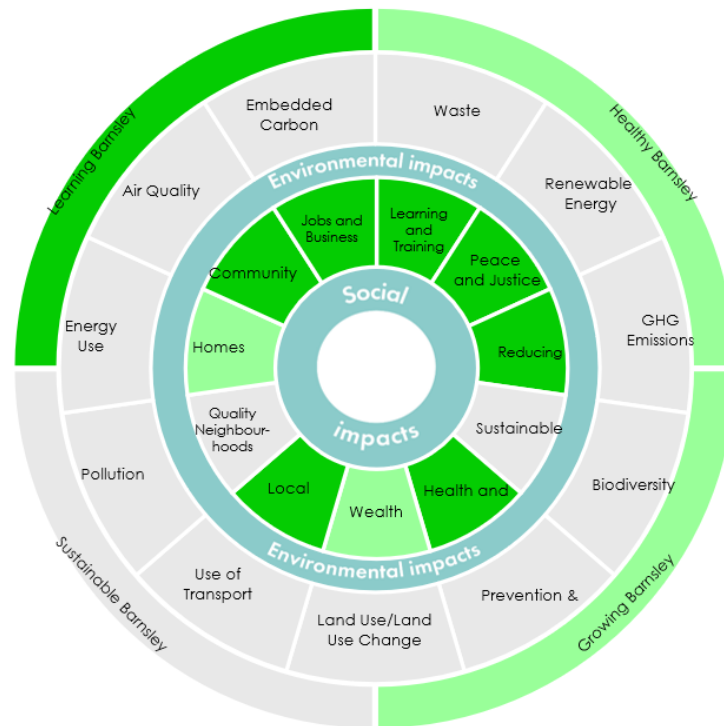 Learning Barnsley
Healthy Barnsley
Growing Barnsley
Sustainable Barnsley
Embedded
Carbon
Waste
Renewable
Energy
GHG
Emissions
Biodiversity
Prevention &
Land Use/Land
Use Change
Use of
Transport
Pollution
Energy
Use
Air Quality
Environmental impacts
Environmental impacts
Jobs and
Business
Learning
and
Training
Peace
and Justice
Reducing
Sustainable
Health and
Wealth
Local
Quality
Neighbour-
hoods
Homes
Community
Social
impacts